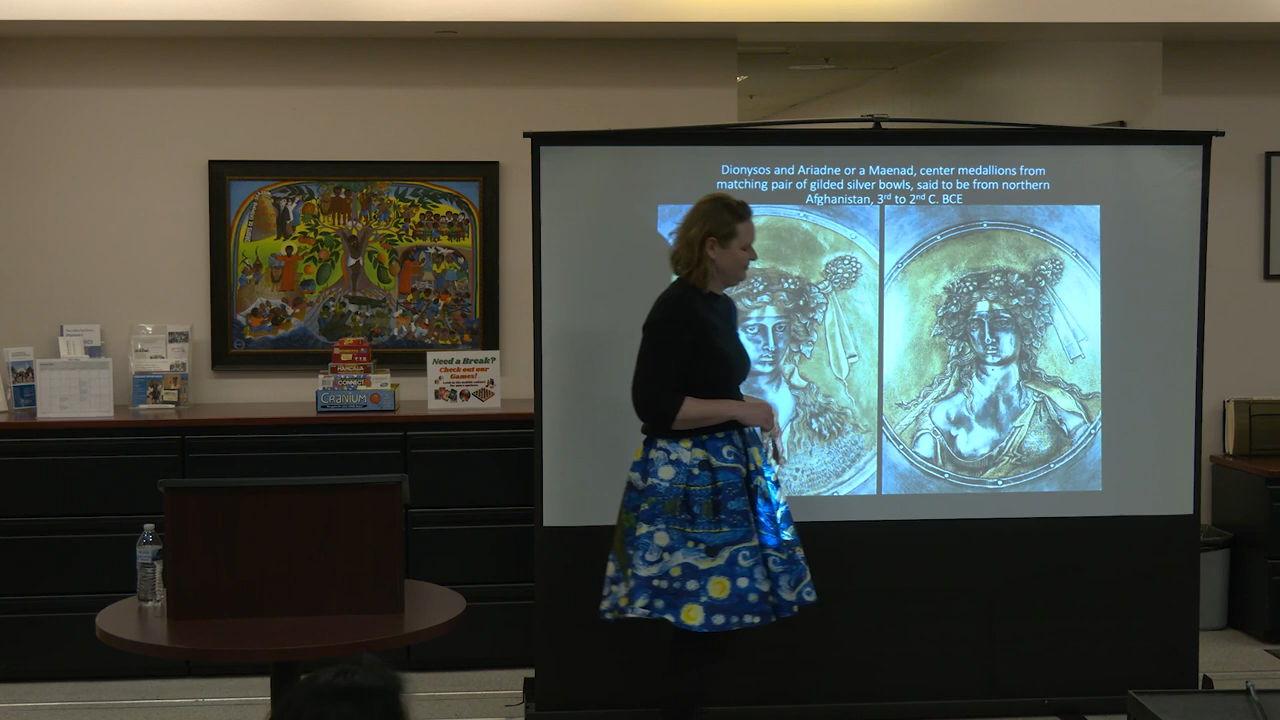 Dionysos and Ariadne or a Maenad, center medallions from
matching pair of gilded silver bowls, said to be from northern
Afghanistan, 3rd to 2nd C. BCE
MANCALA
CONNECT
CRANIUM
Need a Break?
Check out our
Games!